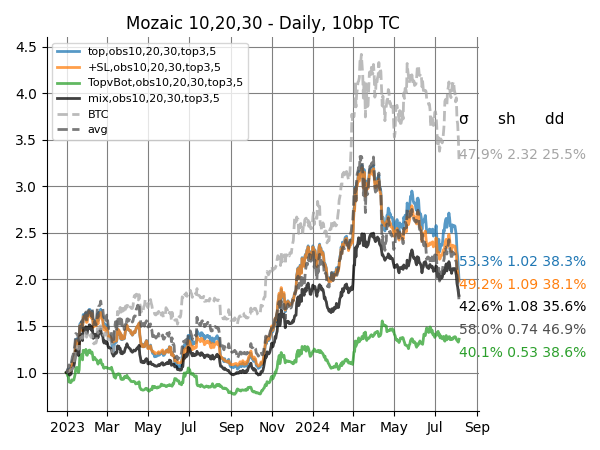 Mozaic 10,20,30 - Daily, 10bp TC
4.5
4.0
3.5
3.0
2.5
2.0
1.5
1.0
top,obs10,20,30,top3,5
+SL,obs10,20,30,top3,5
TopvBot,obs10,20,30,top3,5
mix,obs10,20,30,top3,5
BTC
avg
σ sh dd
47.9% 2.32 25.5%
53.3% 1.02 38.3%
49.2% 1.09 38.1%
42.6% 1.08 35.6%
58.0% 0.74 46.9%
40.1% 0.53 38.6%
2023 Mar May Jul Sep Nov 2024 Mar May Jul Sep